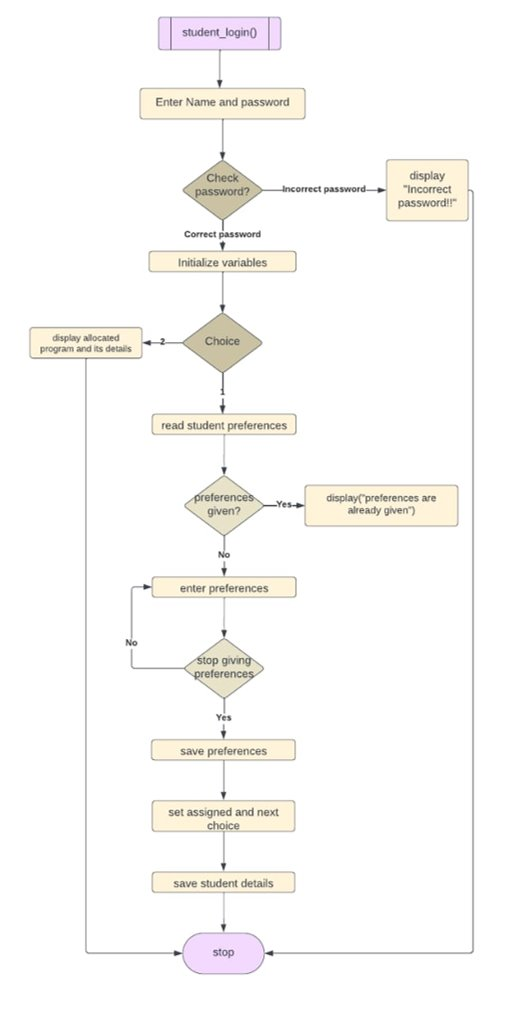 student_login()
Enter Name and password
Check
password?
Incorrect password
display
"Incorrect
password!!"
Correct password
Initialize variables
Choice
2
display allocated
program and its details
1
read student preferences
preferences
given?
Yes
display("preferences are
already given")
No
enter preferences
No
stop giving
preferences
Yes
save preferences
set assigned and next
choice
save student details
stop